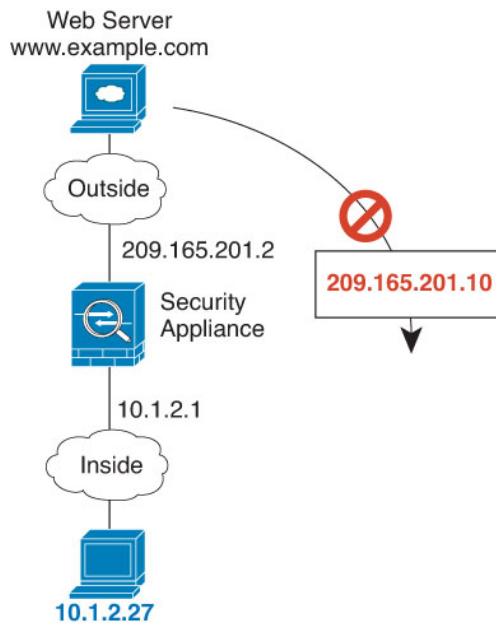 Web Server
www.example.com
Outside
209.165.201.2
209.165.201.10
Security
Appliance
10.1.2.1
Inside
10.1.2.27